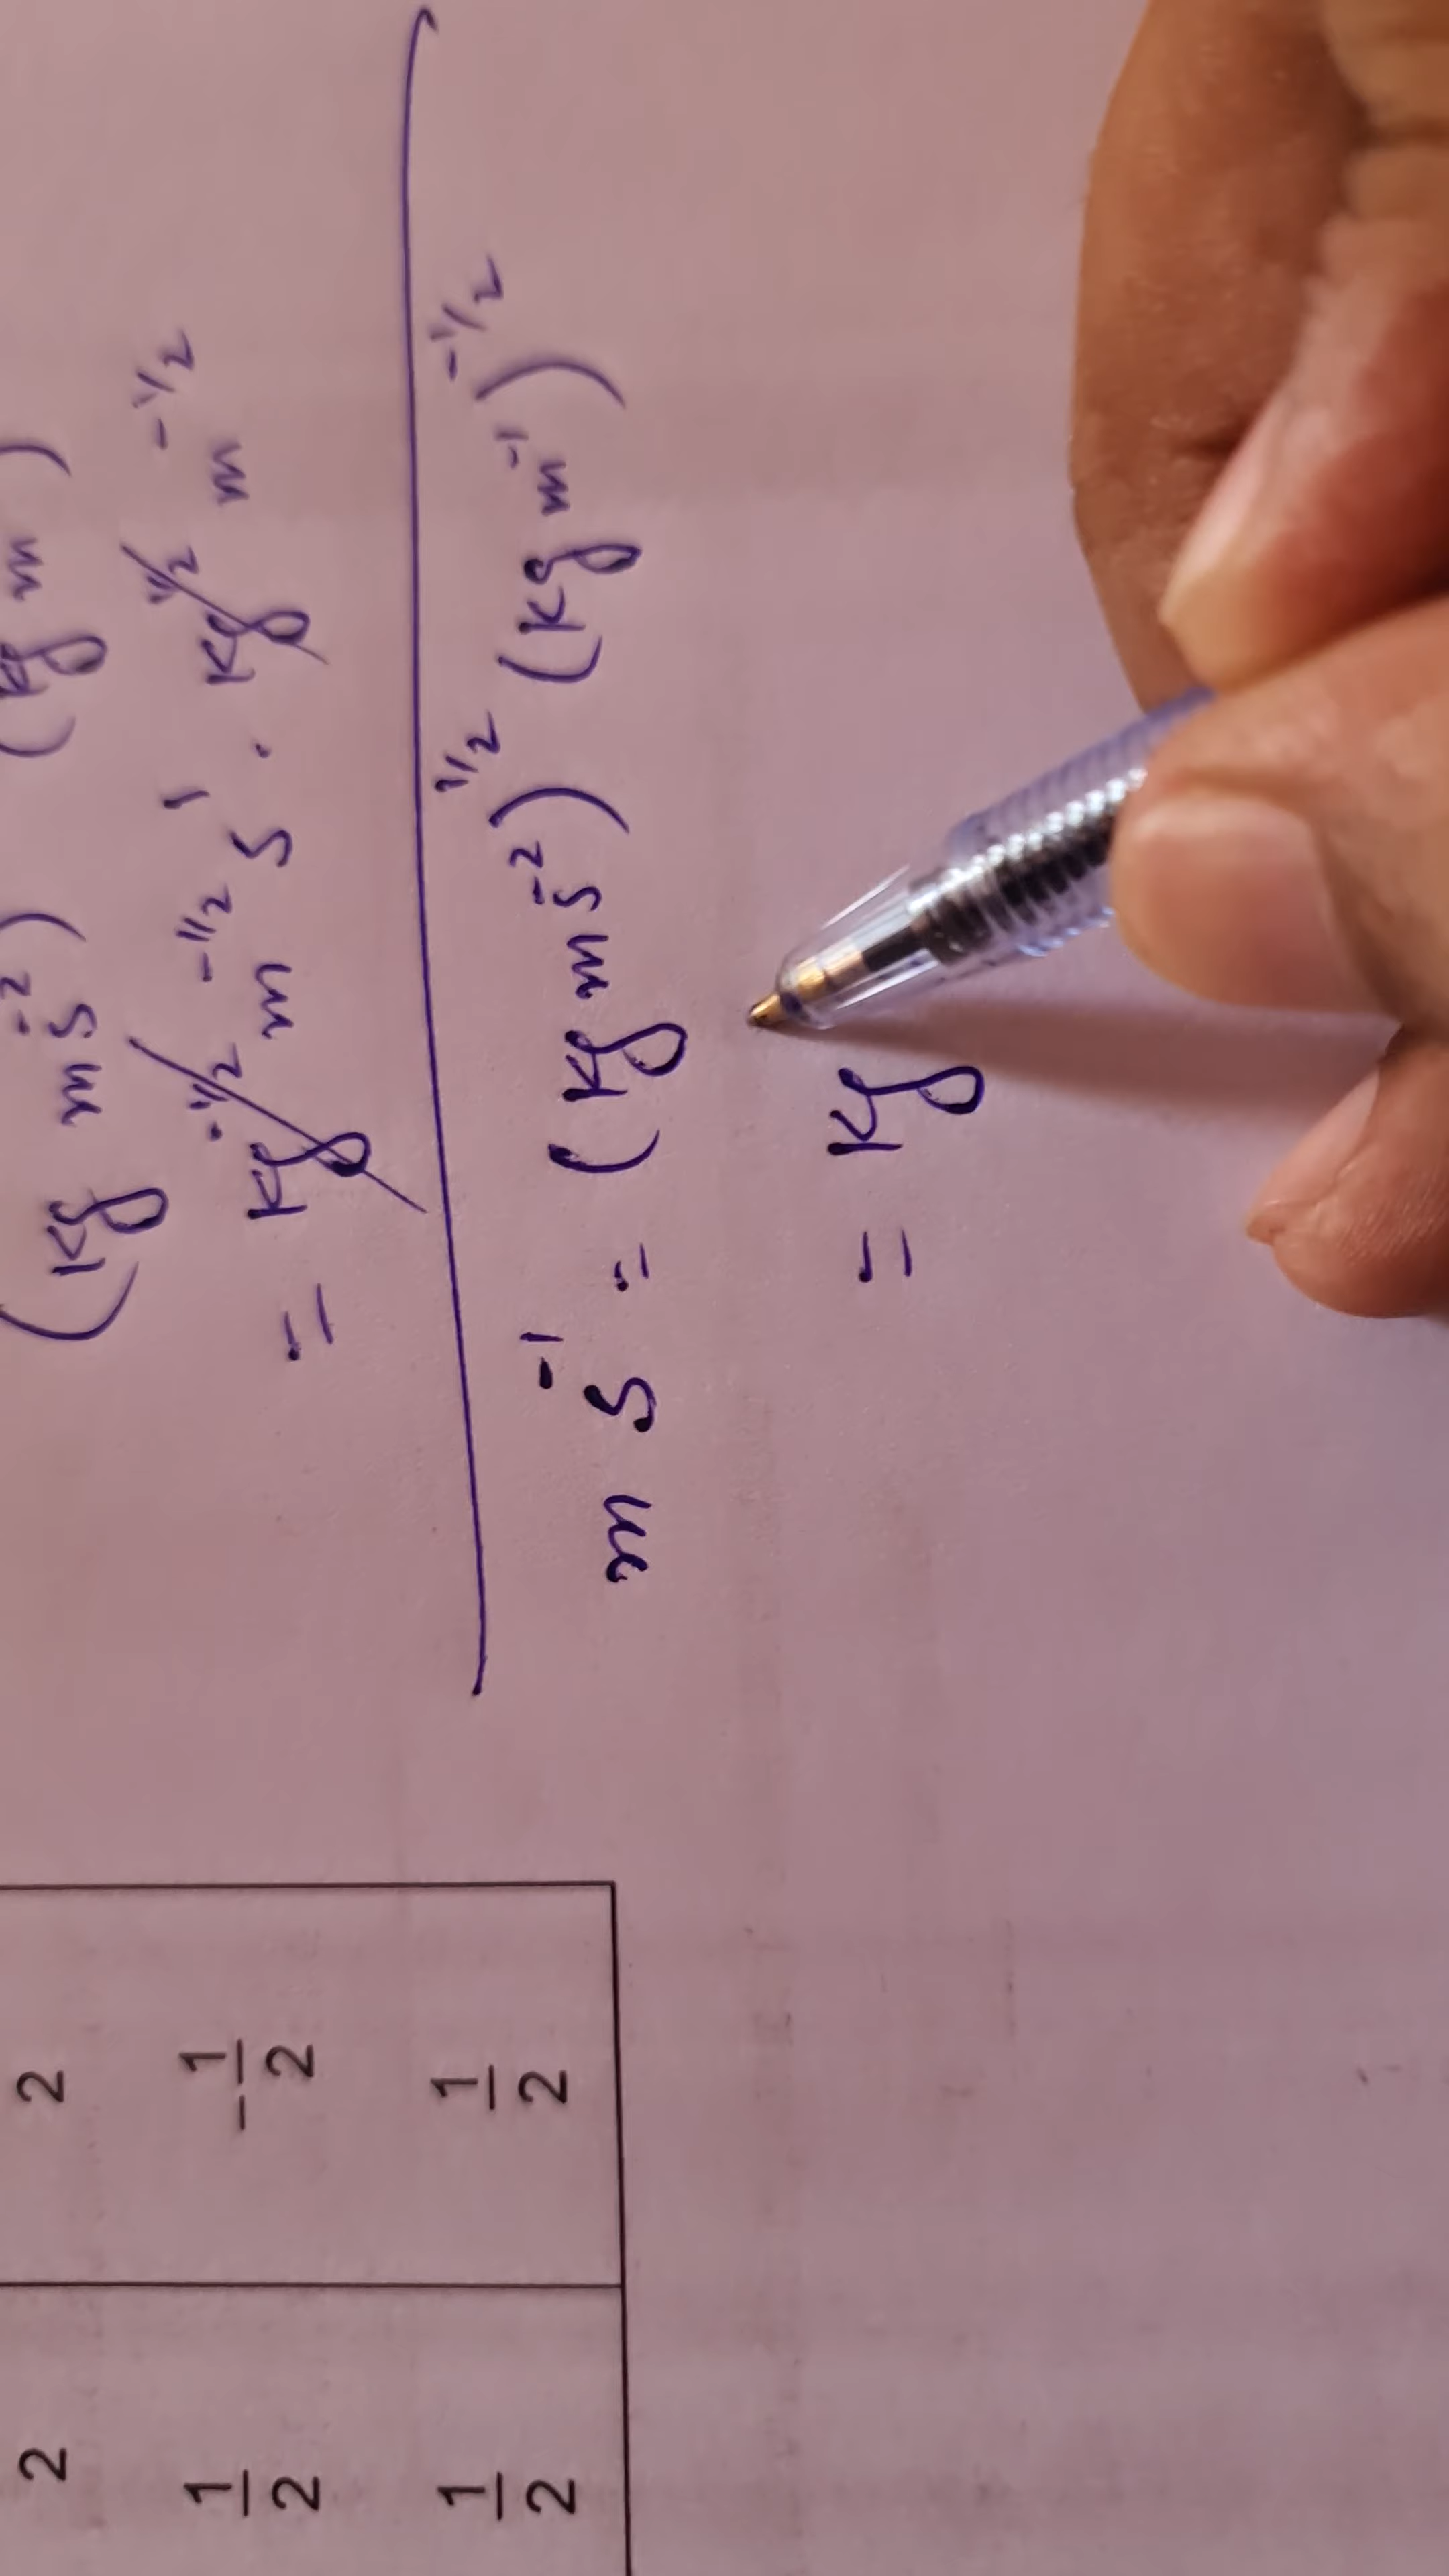 (kg m s⁻²) (kg m )
= kg^-1/2 m^-1/2 s^1 . kg^1/2 m^-1/2
m s⁻¹ = (kg m s⁻²)^1/2 (kg m⁻¹)^-1/2
= kg
2 2
1/2 -1/2
1/2 1/2